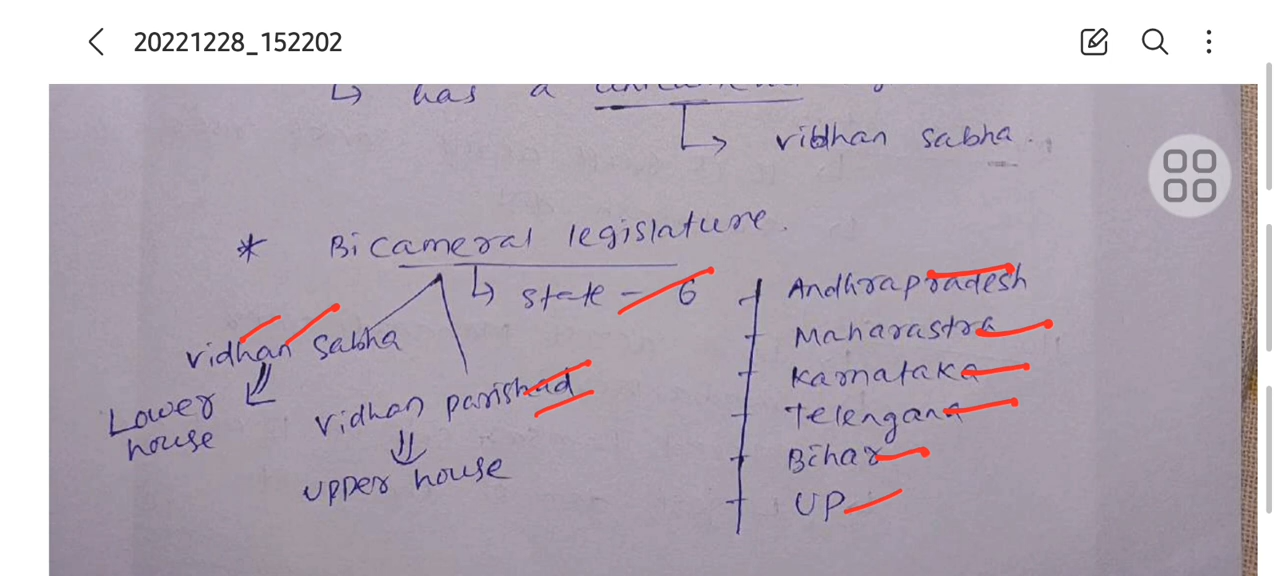 20221228_152202
↳ has a
↳ vidhan sabha.
* Bicameral legislature.
↳ state - 6
vidhan sabha
Lower house
vidhan parishad
upper house
Andhrapradesh
Maharastra
Karnataka
Telengana
Bihar
UP